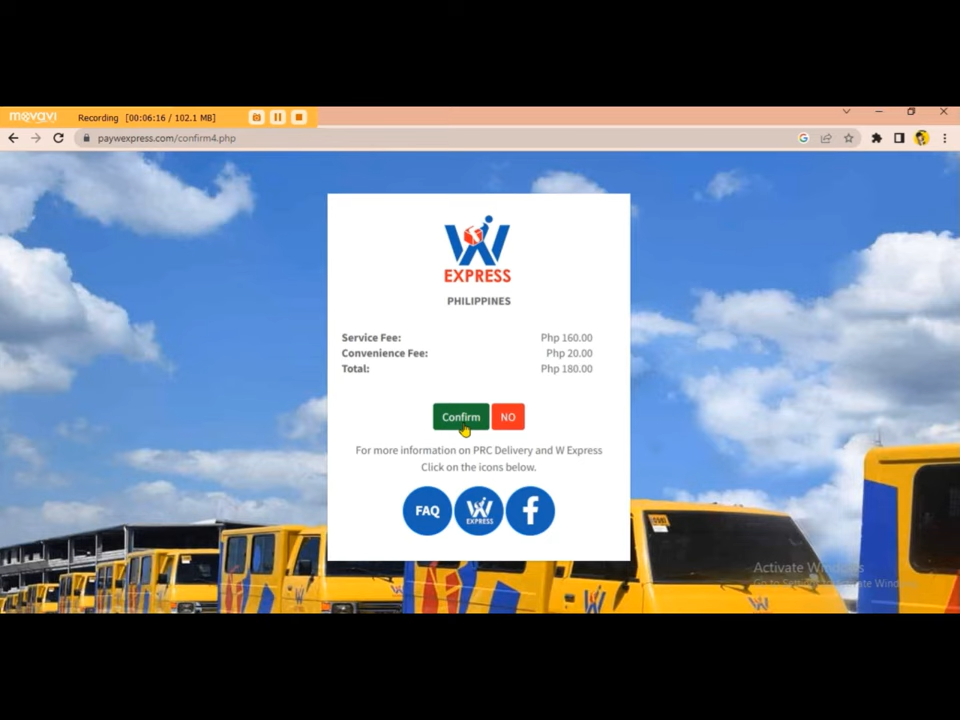 movavi
Recording [00:06:16 / 102.1 MB]
paywexpress.com/confirm4.php
G
W
EXPRESS
PHILIPPINES
Service Fee: Php 160.00
Convenience Fee: Php 20.00
Total: Php 180.00
Confirm NO
For more information on PRC Delivery and W Express
Click on the icons below.
FAQ W EXPRESS f
Activate Windows